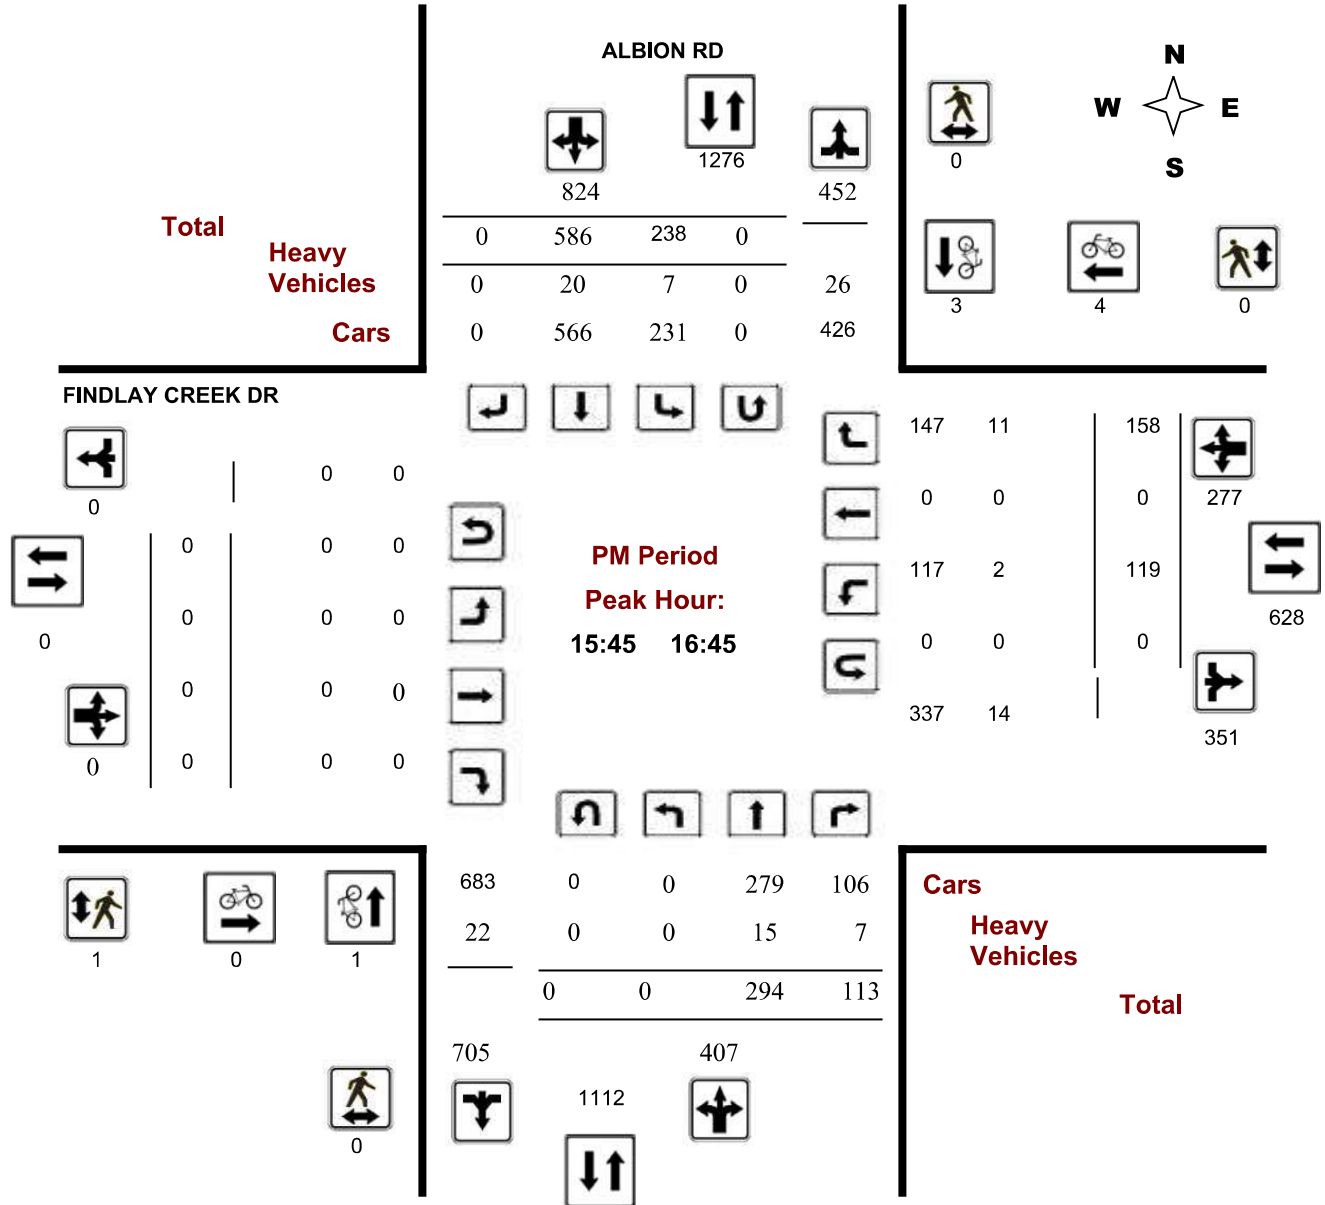 ALBION RD
N
W E
S
1276
0
824 452
Total
0 586 238 0
Heavy
Vehicles
0 20 7 0 26
3 4 0
Cars
0 566 231 0 426
FINDLAY CREEK DR
147 11 158
0 0
0
0 0 0
277
0 0 0
PM Period
117 2 119
Peak Hour:
0 0 0
628
0
15:45 16:45
0 0 0
0 0 0
337 14
351
0
0 0 0
683 0 0 279 106
Cars
22 0 0 15 7
Heavy
Vehicles
1 0 1
0 0 294 113
Total
705 407
1112
0